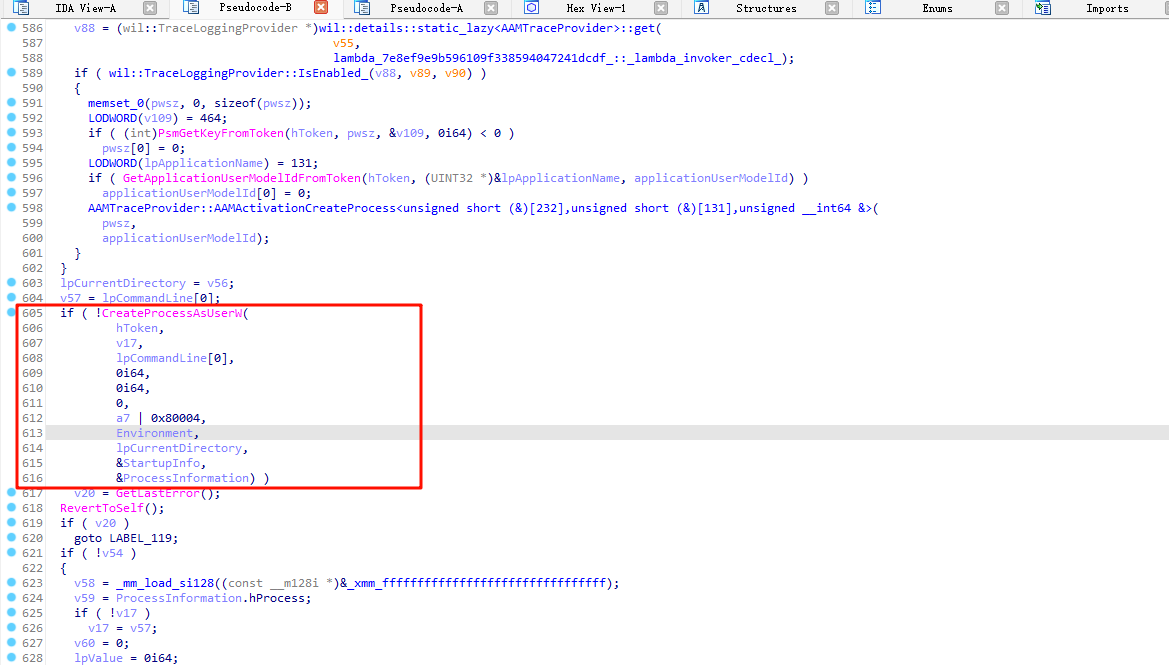 IDA View-A Pseudocode-B Pseudocode-A Hex View-1 Structures Enums Imports
586 v88 = (wil::TraceLoggingProvider *)wil::details::static_lazy<AAMTraceProvider>::get(
587 v55,
588 lambda_7e8ef9e9b596109f338594047241dcdf_::_lambda_invoker_cdecl_);
589 if ( wil::TraceLoggingProvider::IsEnabled_(v88, v89, v90) )
590 {
591 memset_0(pwsz, 0, sizeof(pwsz));
592 LODWORD(v109) = 464;
593 if ( (int)PsmGetKeyFromToken(hToken, pwsz, &v109, 0i64) < 0 )
594 pwsz[0] = 0;
595 LODWORD(lpApplicationName) = 131;
596 if ( GetApplicationUserModelIdFromToken(hToken, (UINT32 *)&lpApplicationName, applicationUserModelId) )
597 applicationUserModelId[0] = 0;
598 AAMTraceProvider::AAMActivationCreateProcess<unsigned short (&)[232],unsigned short (&)[131],unsigned __int64 &>(
599 pwsz,
600 applicationUserModelId);
601 }
602 }
603 lpCurrentDirectory = v56;
604 v57 = lpCommandLine[0];
605 if ( !CreateProcessAsUserW(
606 hToken,
607 v17,
608 lpCommandLine[0],
609 0i64,
610 0i64,
611 0,
612 a7 | 0x80004,
613 Environment,
614 lpCurrentDirectory,
615 &StartupInfo,
616 &ProcessInformation) )
617 v20 = GetLastError();
618 RevertToSelf();
619 if ( v20 )
620 goto LABEL_119;
621 if ( !v54 )
622 {
623 v58 = _mm_load_si128((const __m128i *)&_xmm_ffffffffffffffffffffffffffffffff);
624 v59 = ProcessInformation.hProcess;
625 if ( !v17 )
626 v17 = v57;
627 v60 = 0;
628 lpValue = 0i64;